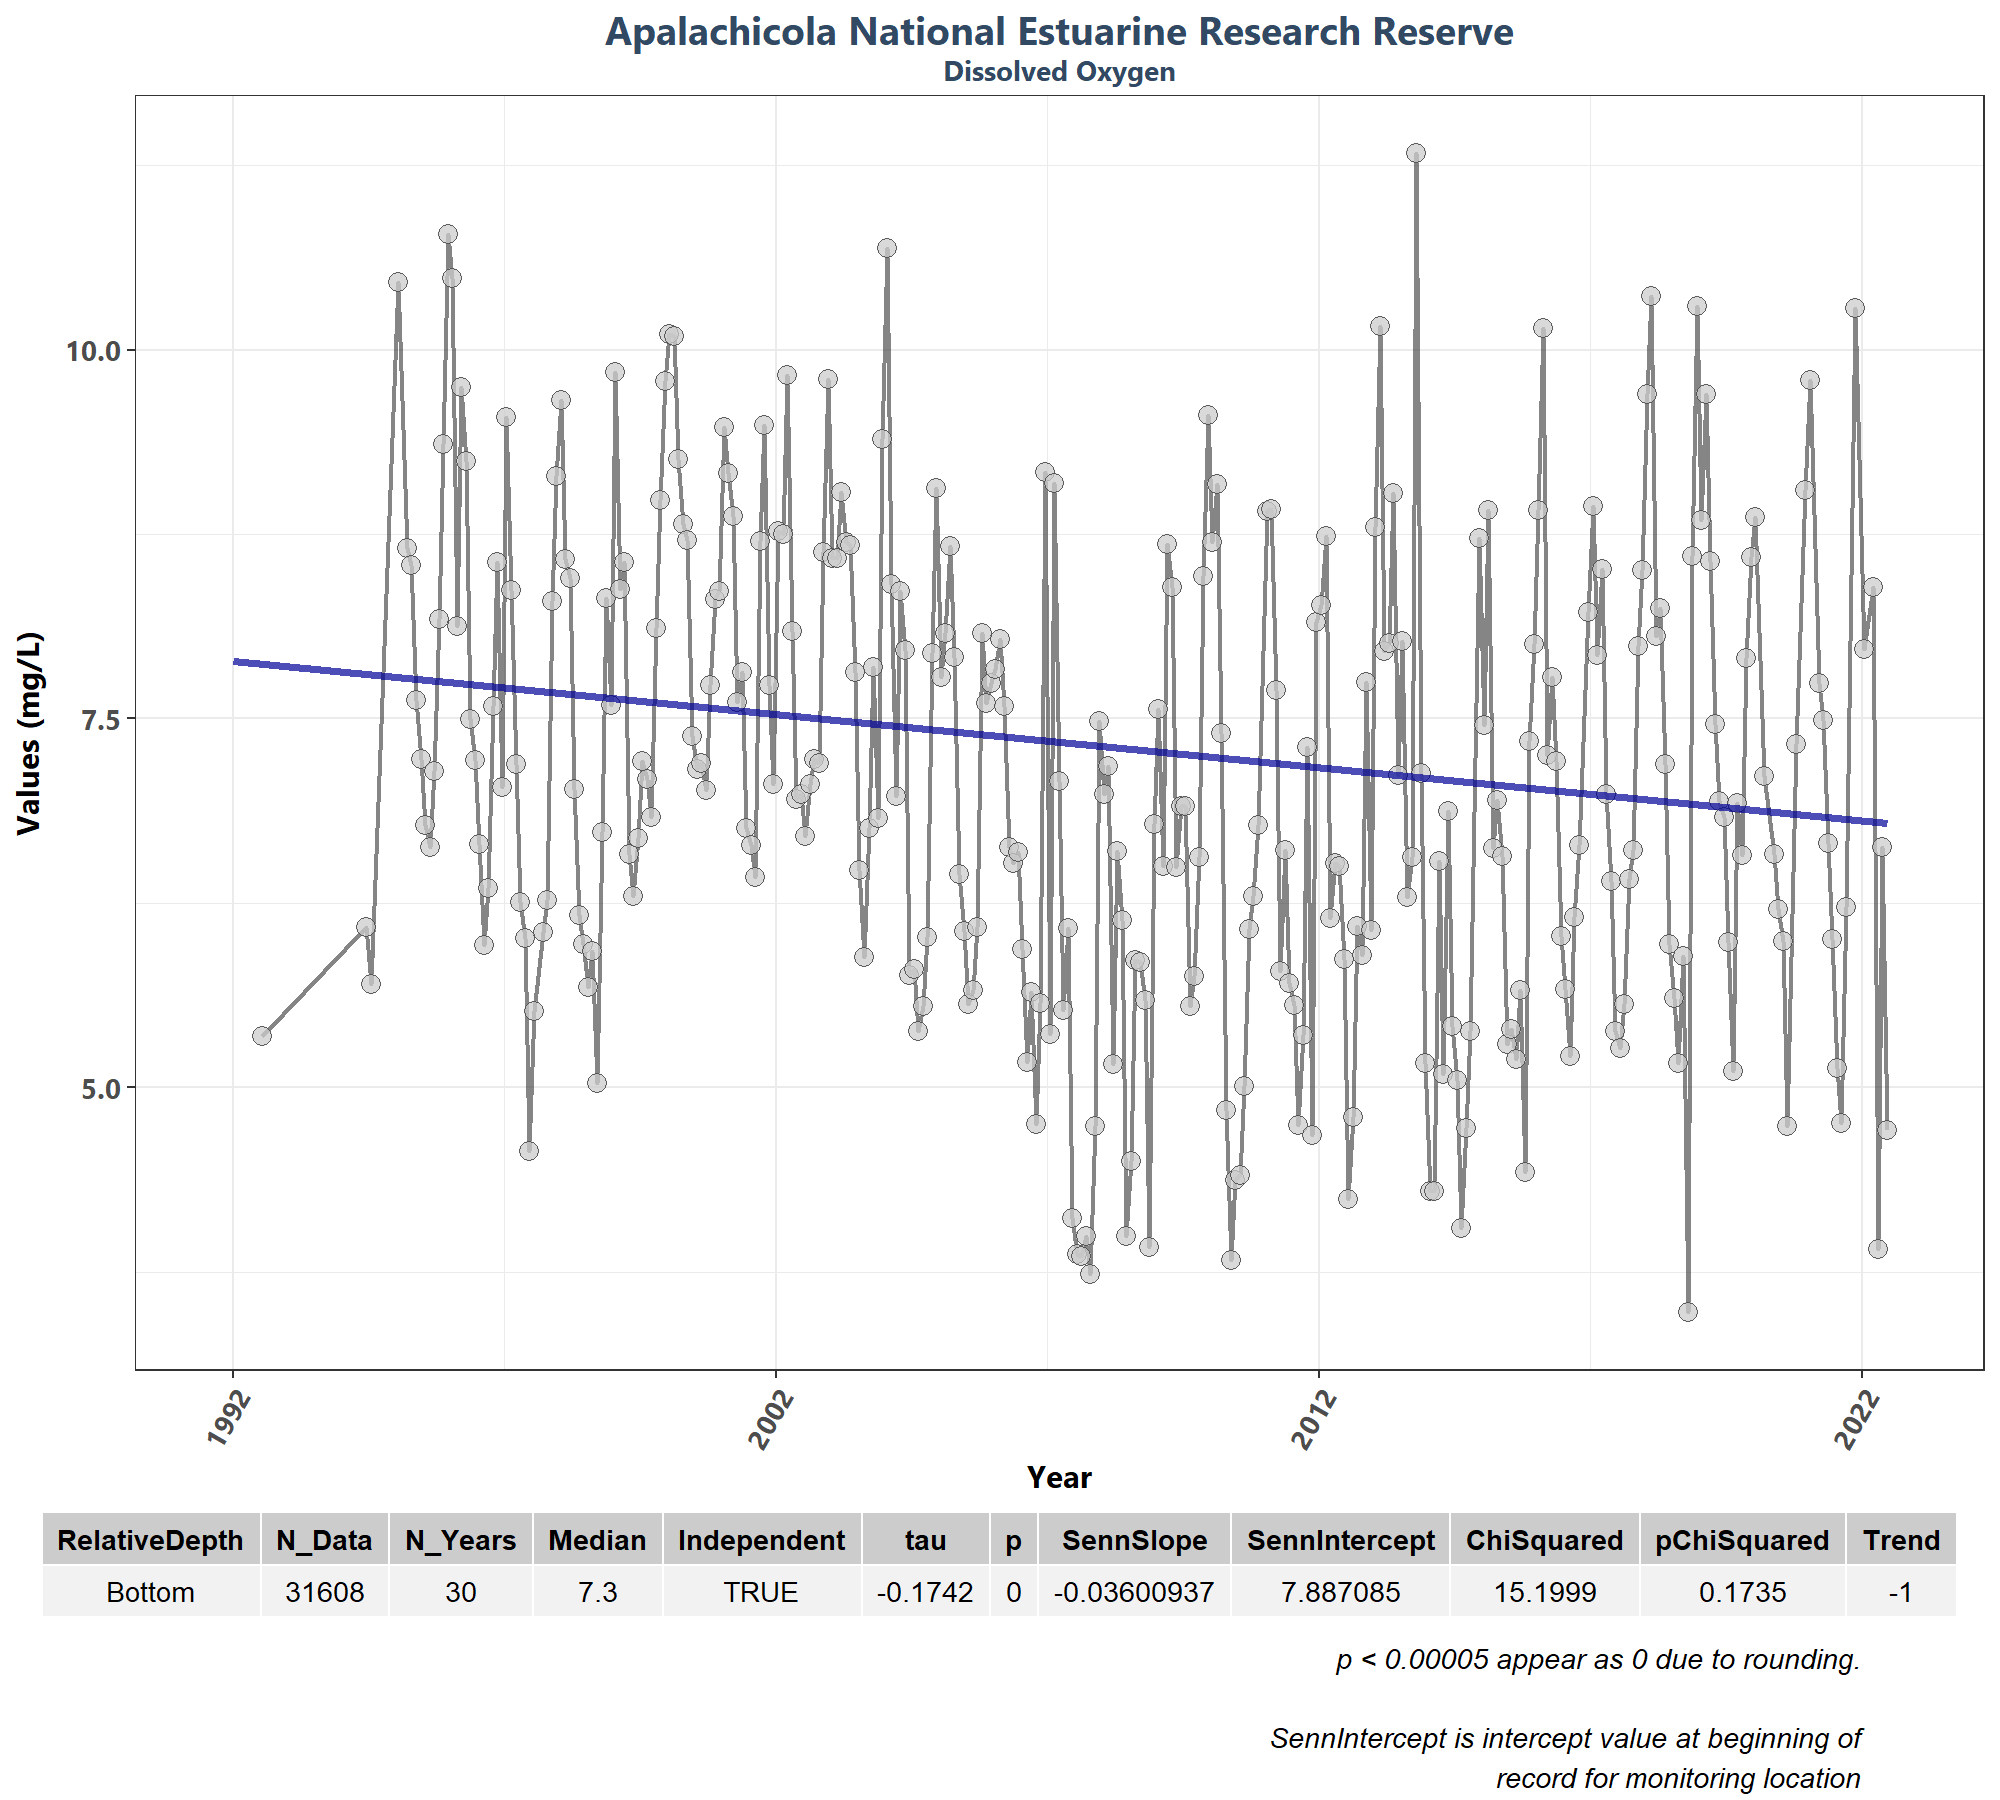 Apalachicola National Estuarine Research Reserve
Dissolved Oxygen
Values (mg/L)
10.0
7.5
5.0
1992
2002
2012
2022
Year
RelativeDepth N_Data N_Years Median Independent tau p SennSlope SennIntercept ChiSquared pChiSquared Trend
Bottom 31608 30 7.3 TRUE -0.1742 0 -0.03600937 7.887085 15.1999 0.1735 -1
p < 0.00005 appear as 0 due to rounding.
SennIntercept is intercept value at beginning of
record for monitoring location